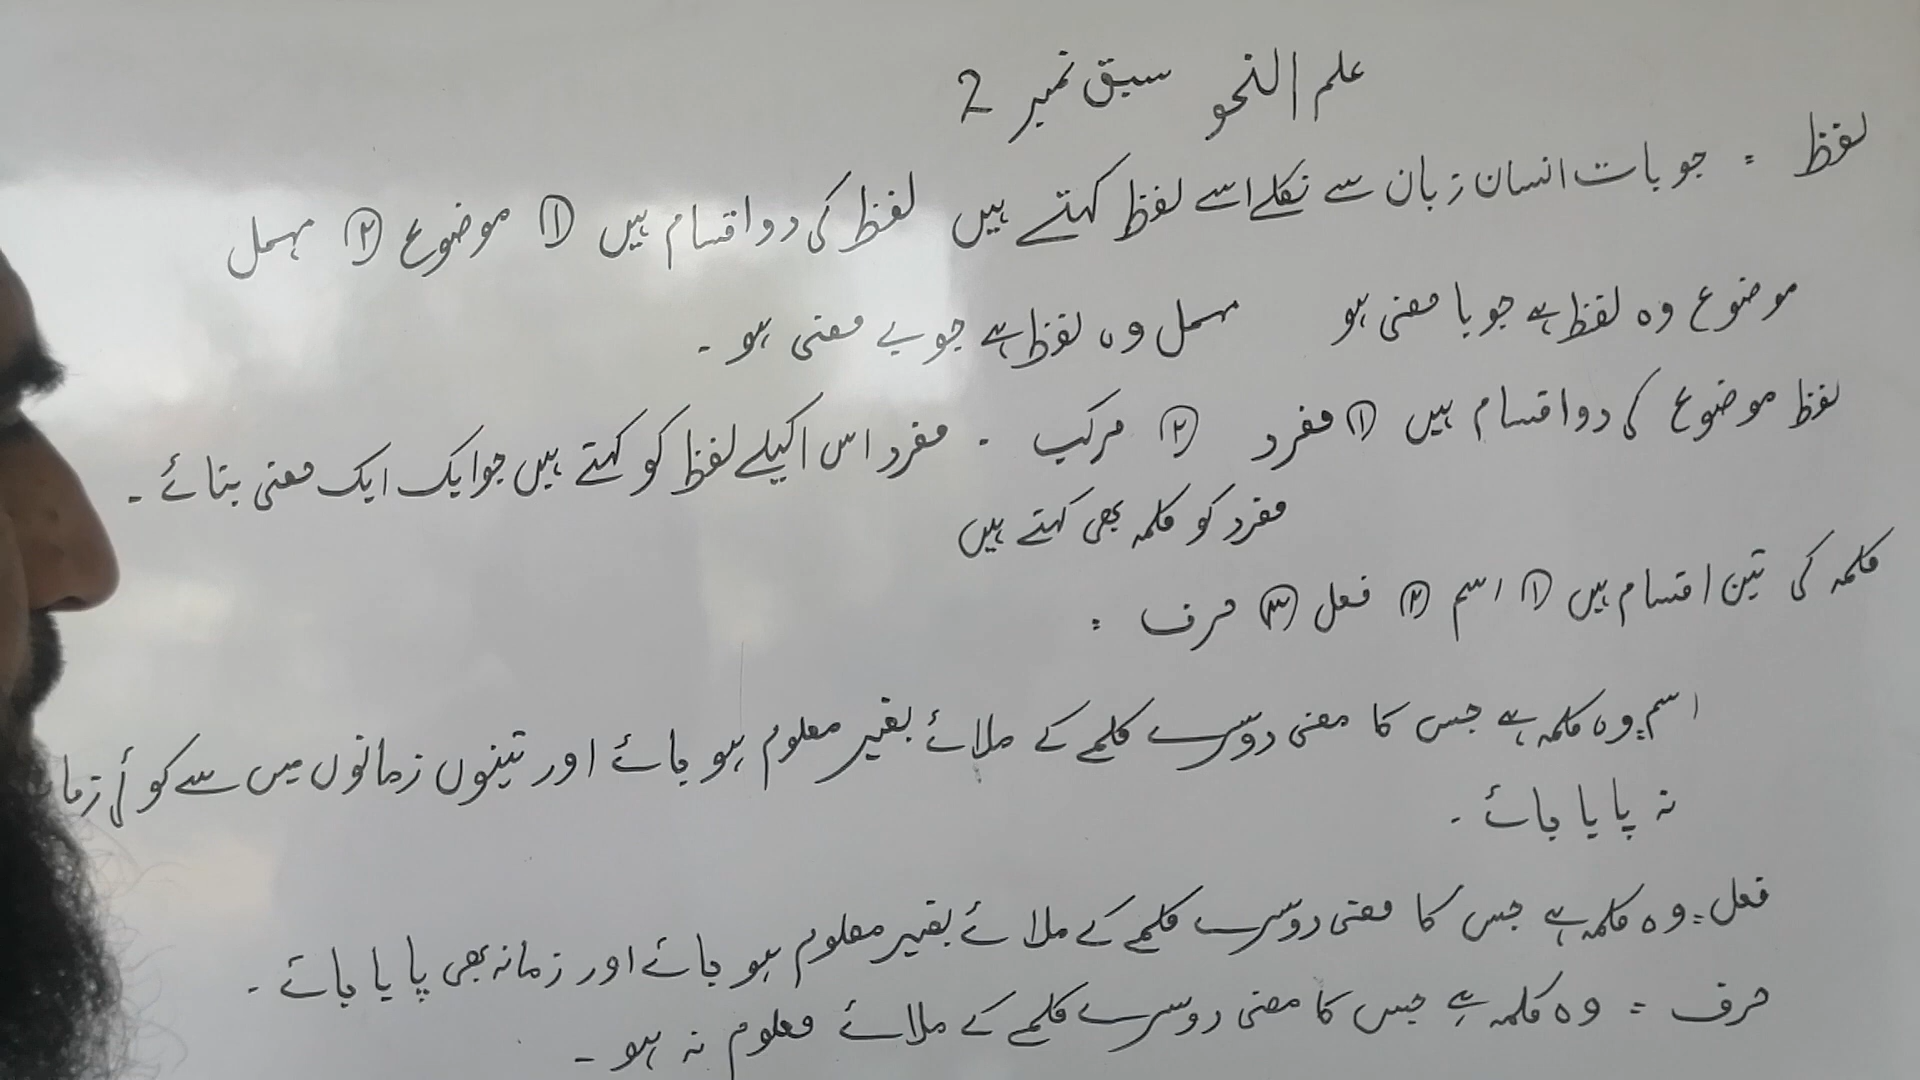 علم النحو سبق نمبر 2
لفظ = جو بات انسان زبان سے نکلے اسے لفظ کہتے ہیں لفظ کی دو اقسام ہیں ① موضوع ② مہمل
موضوع وہ لفظ ہے جو با معنی ہو مہمل وہ لفظ ہے جو بے معنی ہو ۔
لفظ موضوع کی دو اقسام ہیں ① مفرد ② مرکب ۔ مفرد اس اکیلے لفظ کو کہتے ہیں جو ایک ایک معنی بتائے ۔
مفرد کو کلمہ بھی کہتے ہیں
کلمہ کی تین اقسام ہیں ① اسم ② فعل ③ حرف :
اسم = وہ کلمہ ہے جس کا معنی دوسرے کلمے کے ملائے بغیر معلوم ہو جائے اور تینوں زمانوں میں سے کوئی
نہ پایا جائے ۔
فعل = وہ کلمہ ہے جس کا معنی دوسرے کلمے کے ملائے بغیر معلوم ہو جائے اور زمانہ بھی پایا جائے ۔
حرف = وہ کلمہ ہے جس کا معنی دوسرے کلمے کے ملائے معلوم نہ ہو ۔